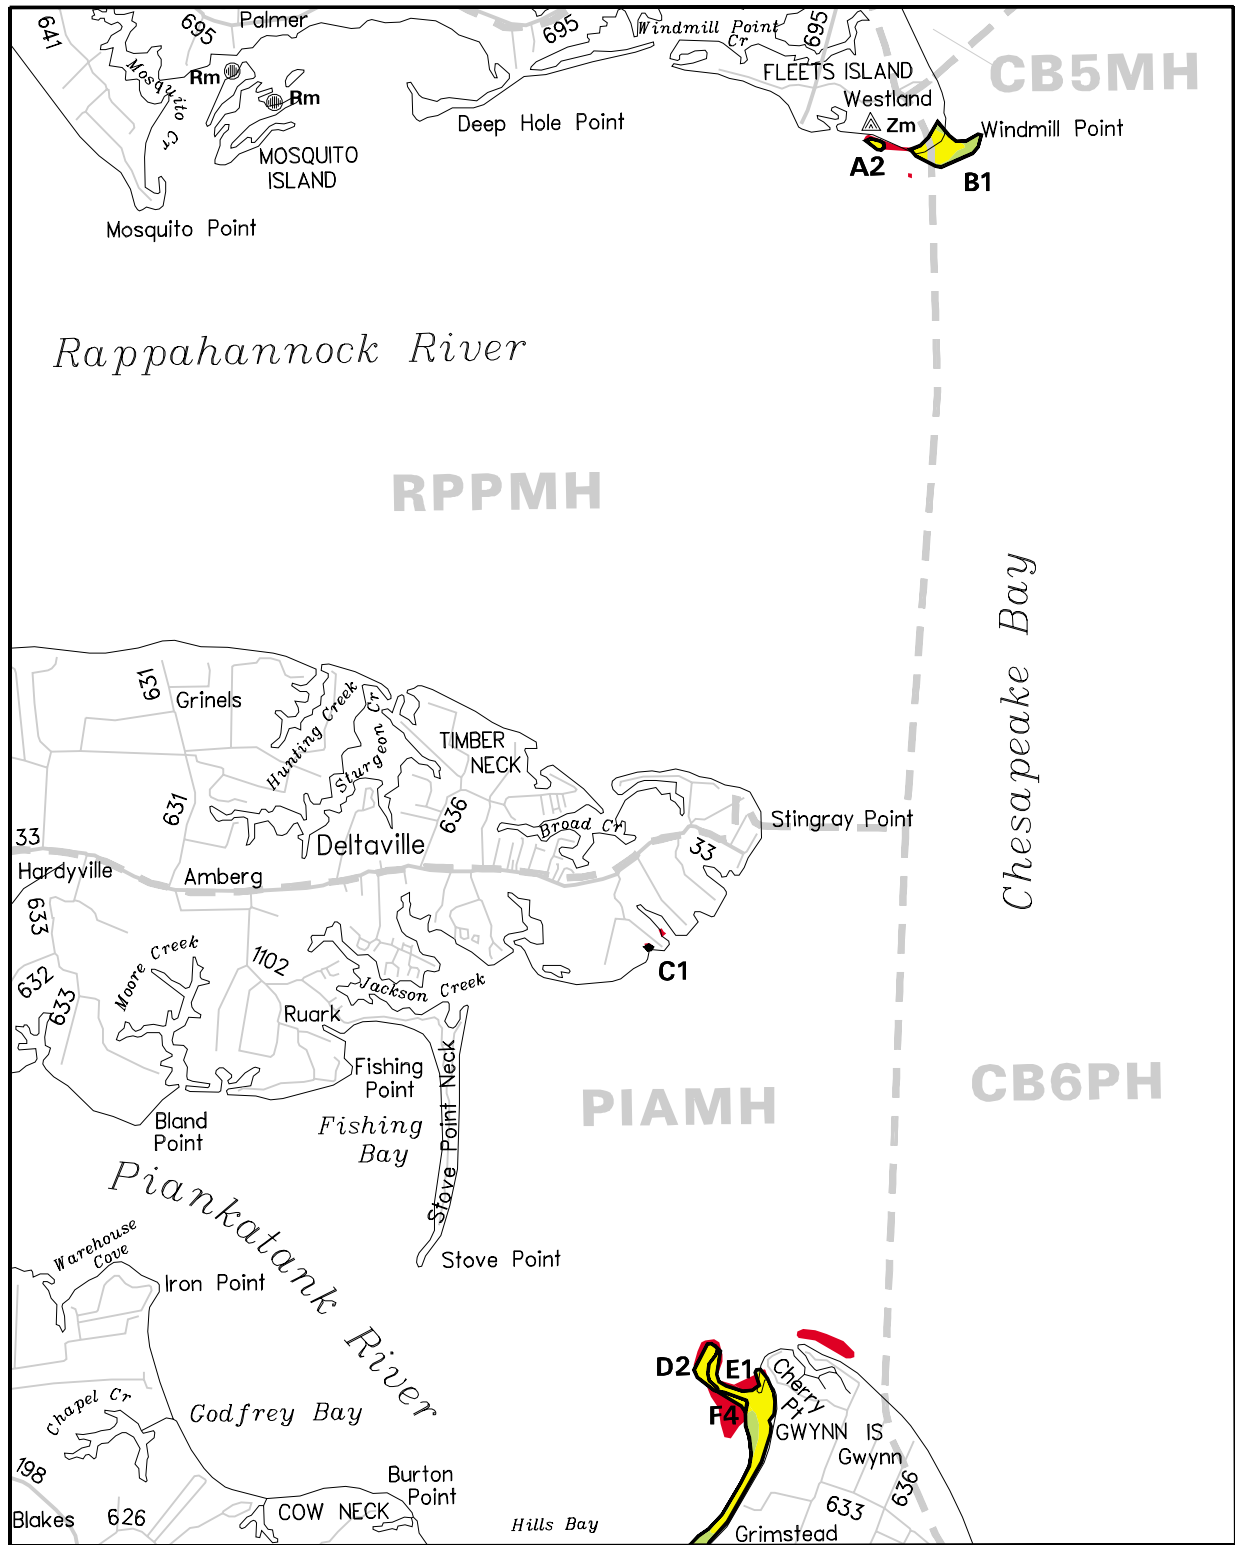 641
695
Palmer
695
Windmill Point
Cr
695
CB5MH
Mosquito Cr
Rm
Rm
FLEETS ISLAND
Westland
Zm
Deep Hole Point
Windmill Point
MOSQUITO
ISLAND
A2
B1
Mosquito Point
Rappahannock River
RPPMH
Chesapeake Bay
631
Grinels
Hunting Creek
Sturgeon Cr
TIMBER
NECK
631
636
33
Deltaville
Broad Cr
33
Stingray Point
Hardyville
Amberg
633
Moore Creek
1102
632
633
C1
Jackson Creek
Ruark
Fishing
Point
Stove Point Neck
PIAMH
CB6PH
Bland
Point
Fishing
Bay
Piankatank River
Warehouse
Cove
Stove Point
Iron Point
D2
E1
Cherry
Pt
F4
Chapel Cr
Godfrey Bay
GWYNN IS
Gwynn
198
Burton
Point
636
633
Blakes
626
COW NECK
Hills Bay
Grimstead